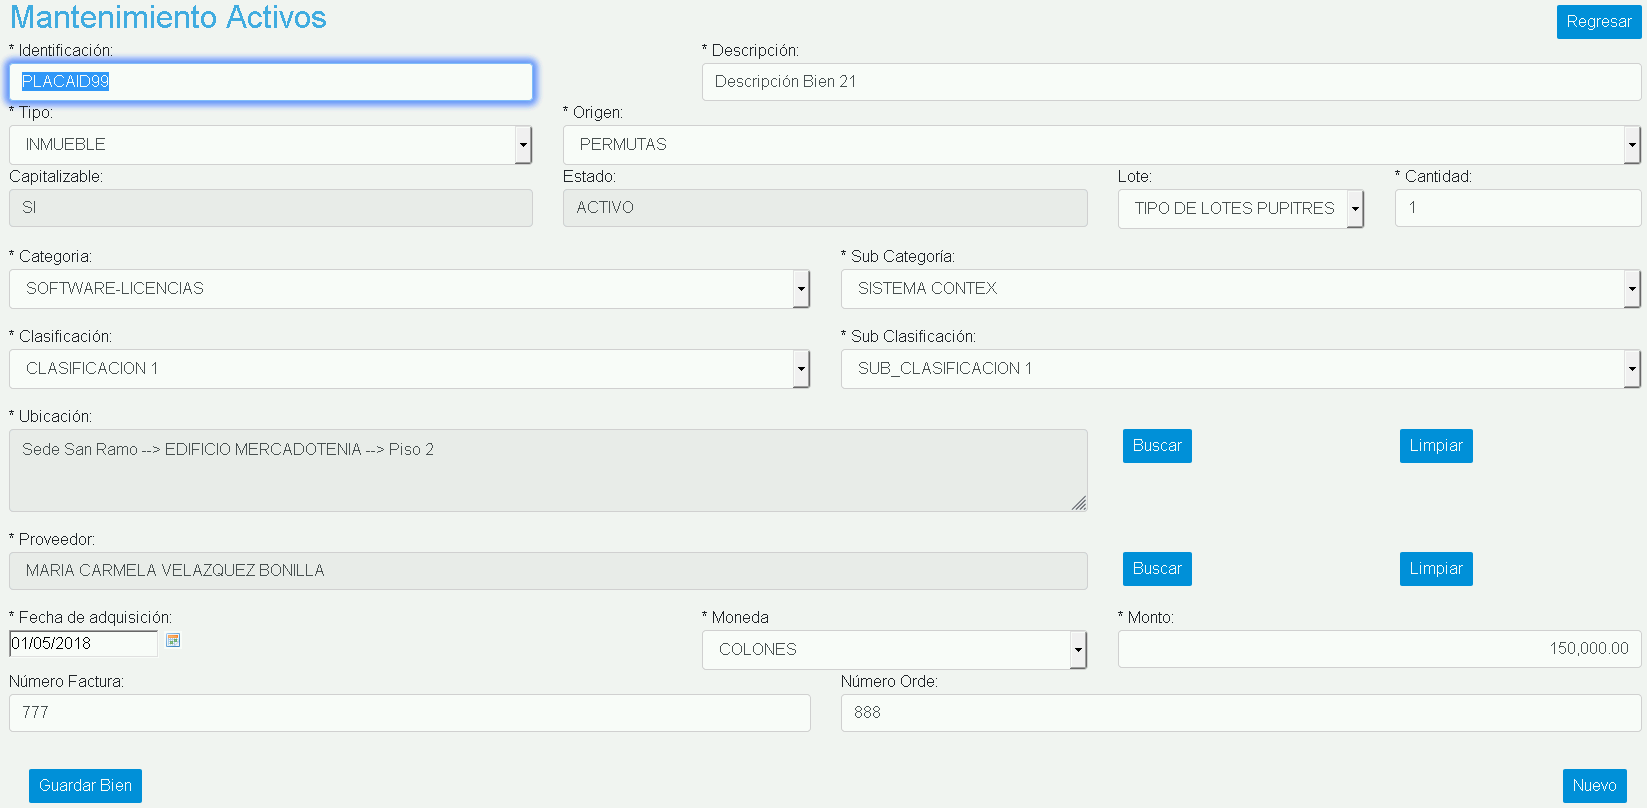 Mantenimiento Activos
Regresar
* Identificación:
* Descripción:
PLACAID99
Descripción Bien 21
* Tipo:
* Origen:
INMUEBLE
PERMUTAS
Capitalizable:
Estado:
Lote:
* Cantidad:
SI
ACTIVO
TIPO DE LOTES PUPITRES
1
* Categoria:
* Sub Categoría:
SOFTWARE-LICENCIAS
SISTEMA CONTEX
* Clasificación:
* Sub Clasificación:
CLASIFICACION 1
SUB_CLASIFICACION 1
* Ubicación:
Sede San Ramo --> EDIFICIO MERCADOTENIA --> Piso 2
Buscar
Limpiar
* Proveedor:
MARIA CARMELA VELAZQUEZ BONILLA
Buscar
Limpiar
* Fecha de adquisición:
* Moneda
* Monto:
01/05/2018
COLONES
150,000.00
Número Factura:
Número Orde:
777
888
Guardar Bien
Nuevo